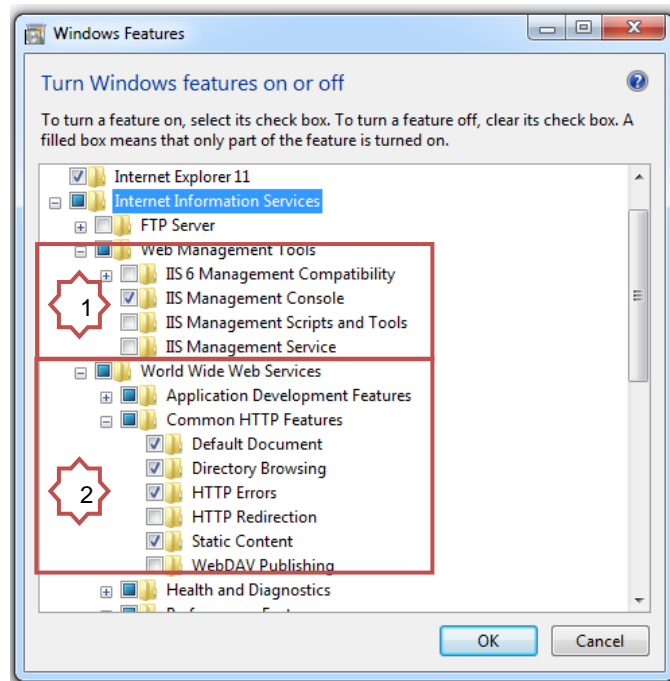 Windows Features
Turn Windows features on or off
To turn a feature on, select its check box. To turn a feature off, clear its check box. A
filled box means that only part of the feature is turned on.
Internet Explorer 11
Internet Information Services
FTP Server
Web Management Tools
IIS 6 Management Compatibility
IIS Management Console
1
IIS Management Scripts and Tools
IIS Management Service
World Wide Web Services
Application Development Features
Common HTTP Features
Default Document
Directory Browsing
2
HTTP Errors
HTTP Redirection
Static Content
WebDAV Publishing
Health and Diagnostics
OK
Cancel